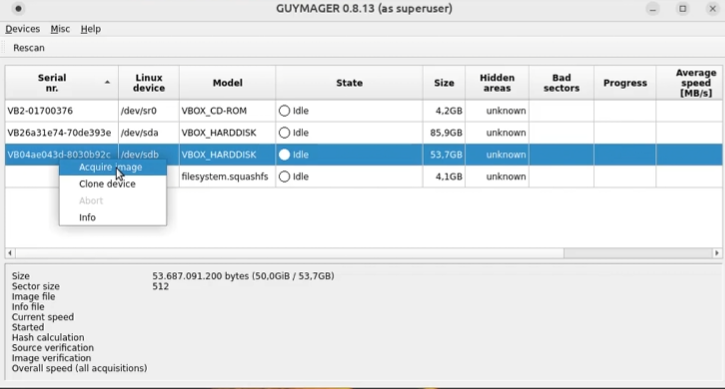 GUYMAGER 0.8.13 (as superuser)
Devices Misc Help
Rescan
Serial nr. Linux device Model State Size Hidden areas Bad sectors Progress Average speed [MB/s]
VB2-01700376 /dev/sr0 VBOX_CD-ROM Idle 4,2GB unknown
VB26a31e74-70de393e /dev/sda VBOX_HARDDISK Idle 85,9GB unknown
VB04ae043d-8030b92c /dev/sdb VBOX_HARDDISK Idle 53,7GB unknown
filesystem.squashfs Idle 4,1GB unknown
Acquire image
Clone device
Abort
Info
Size 53.687.091.200 bytes (50,0GiB / 53,7GB)
Sector size 512
Image file
Info file
Current speed
Started
Hash calculation
Source verification
Image verification
Overall speed (all acquisitions)